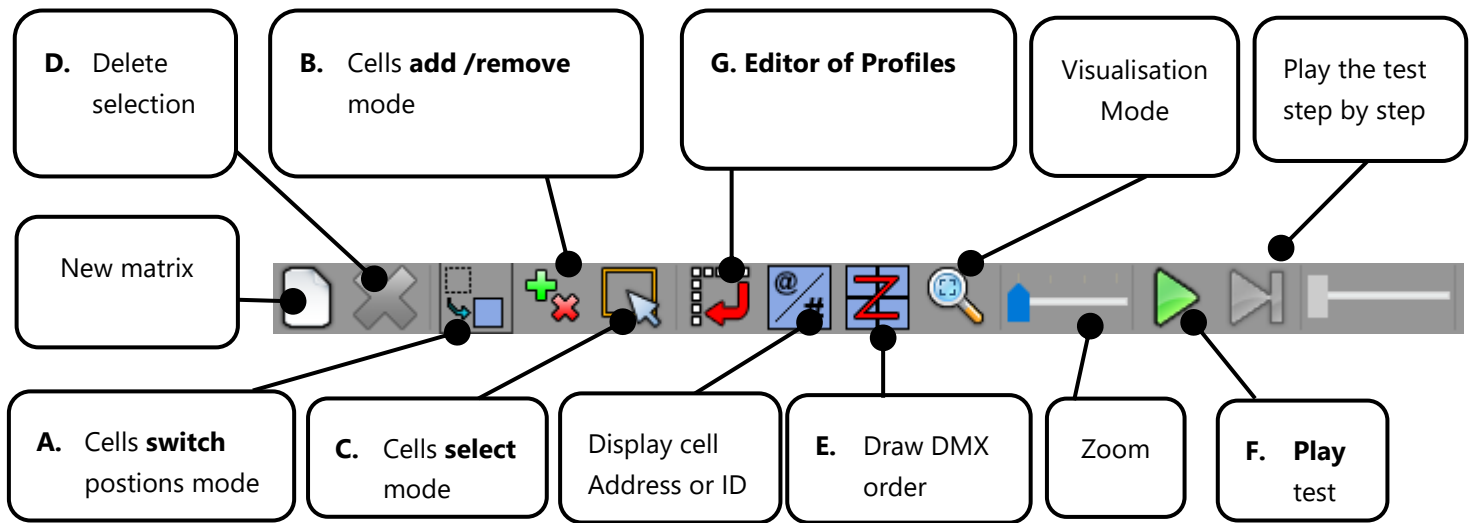 D. Delete
selection
B. Cells add /remove
mode
G. Editor of Profiles
Visualisation
Mode
Play the test
step by step
New matrix
@
#
A. Cells switch
postions mode
C. Cells select
mode
Display cell
Address or ID
E. Draw DMX
order
Zoom
F. Play
test